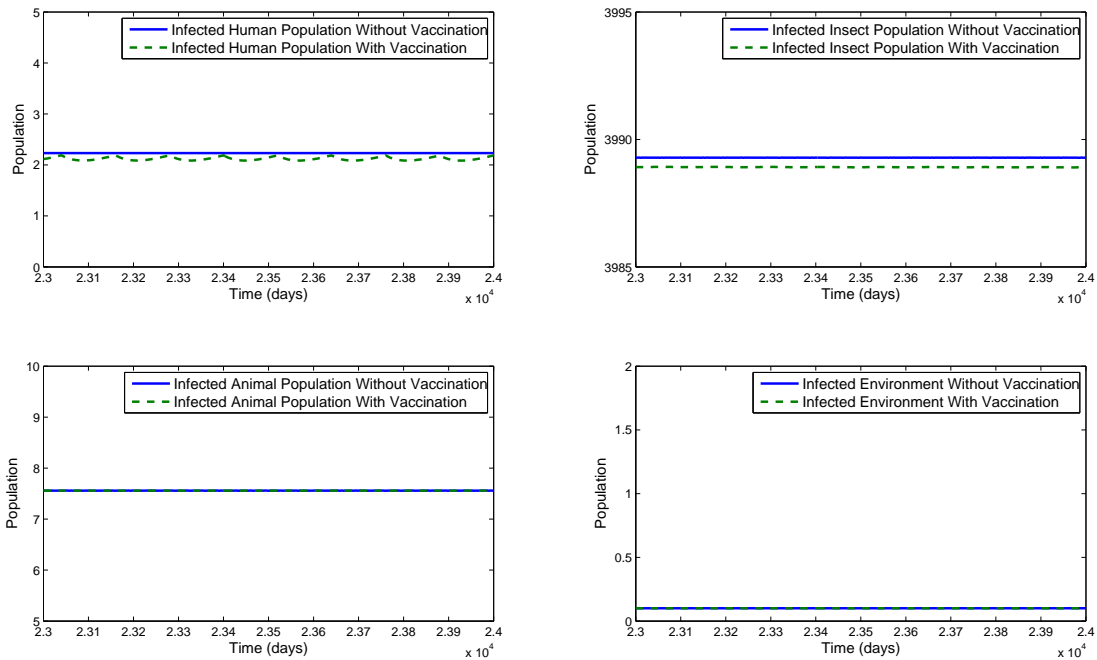 5
4
3
2
1
0
Population
Infected Human Population Without Vaccination
Infected Human Population With Vaccination
2.3 2.31 2.32 2.33 2.34 2.35 2.36 2.37 2.38 2.39 2.4
Time (days)
x 10^4
3995
3990
3985
Population
Infected Insect Population Without Vaccination
Infected Insect Population With Vaccination
2.3 2.31 2.32 2.33 2.34 2.35 2.36 2.37 2.38 2.39 2.4
Time (days)
x 10^4
10
9
8
7
6
5
Population
Infected Animal Population Without Vaccination
Infected Animal Population With Vaccination
2.3 2.31 2.32 2.33 2.34 2.35 2.36 2.37 2.38 2.39 2.4
Time (days)
x 10^4
2
1.5
1
0.5
0
Population
Infected Environment Without Vaccination
Infected Environment With Vaccination
2.3 2.31 2.32 2.33 2.34 2.35 2.36 2.37 2.38 2.39 2.4
Time (days)
x 10^4